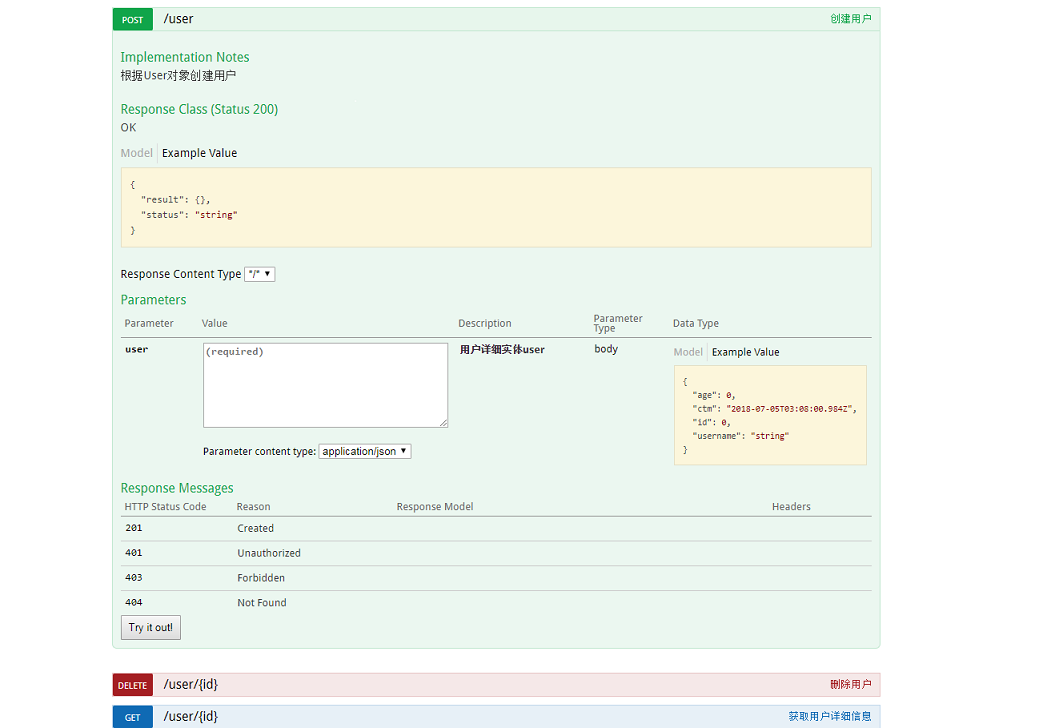 POST /user 创建用户
Implementation Notes
根据User对象创建用户
Response Class (Status 200)
OK
Model Example Value
{
"result": {},
"status": "string"
}
Response Content Type */* ▼
Parameters
Parameter Value Description Parameter Type Data Type
user (required) 用户详细实体user body Model Example Value
{
"age": 0,
"ctm": "2018-07-05T03:08:00.984Z",
"id": 0,
"username": "string"
}
Parameter content type: application/json ▼
Response Messages
HTTP Status Code Reason Response Model Headers
201 Created
401 Unauthorized
403 Forbidden
404 Not Found
Try it out!
DELETE /user/{id} 删除用户
GET /user/{id} 获取用户详细信息